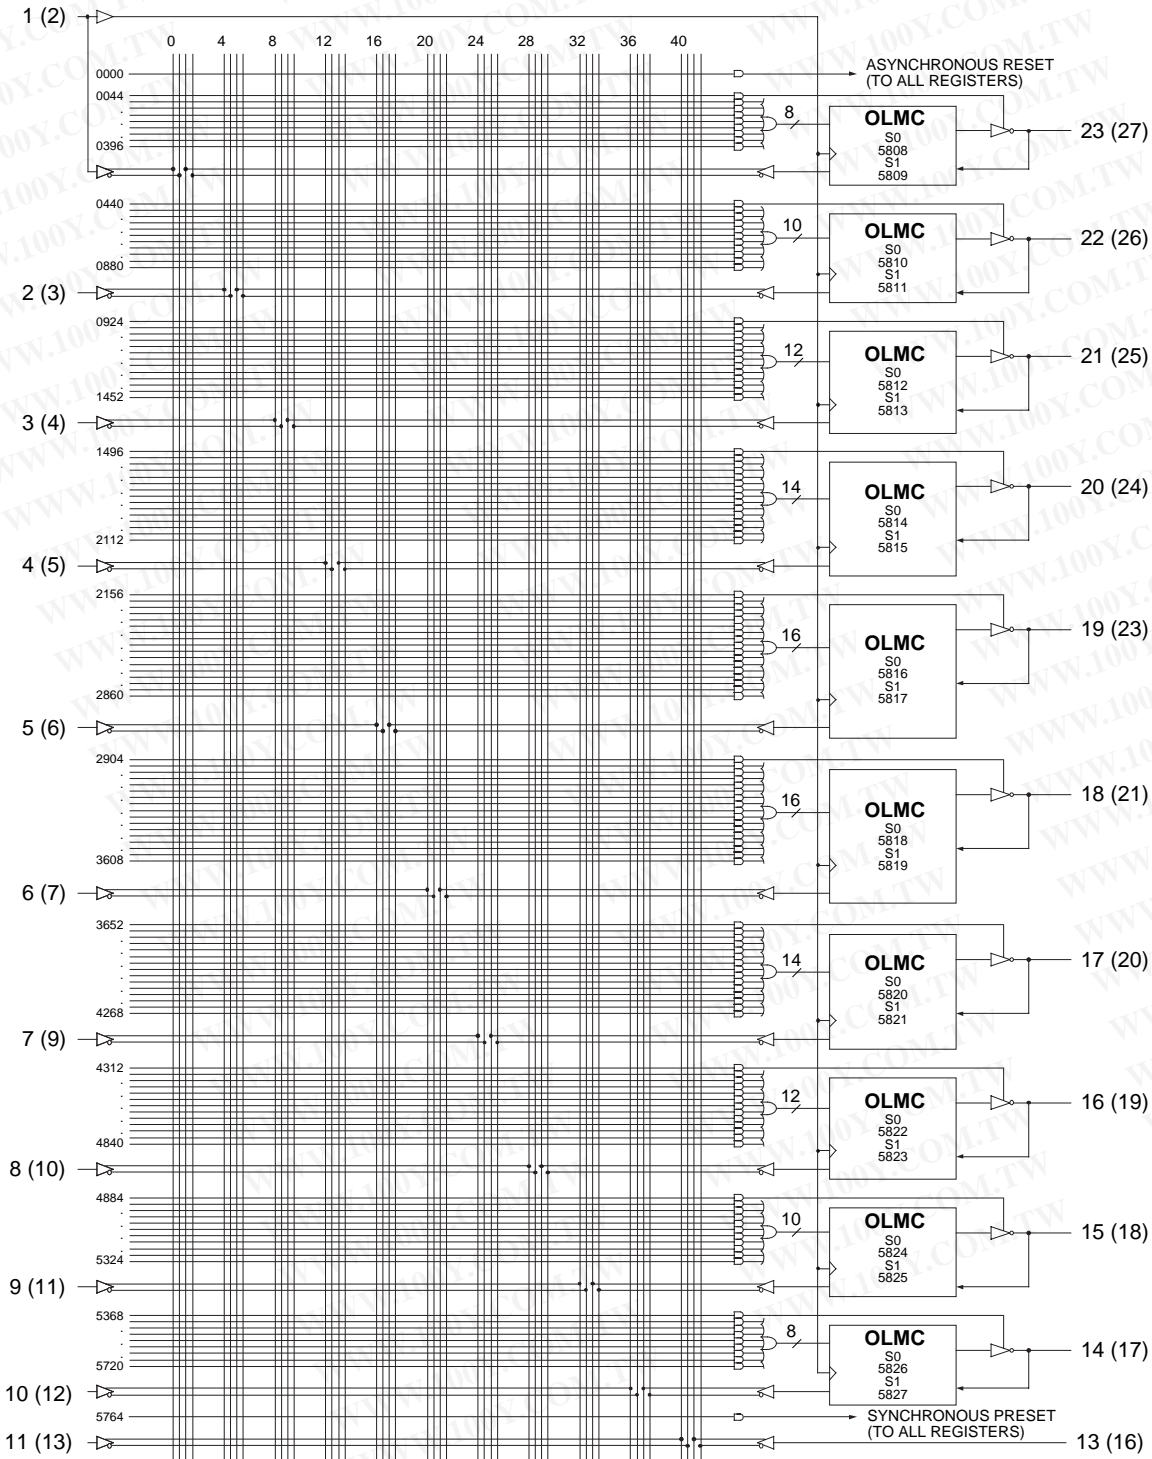 1 (2)
0 4 8 12 16 20 24 28 32 36 40
0000
ASYNCHRONOUS RESET
(TO ALL REGISTERS)
0044
.
.
.
0396
8
OLMC
S0
5808
S1
5809
23 (27)
0440
.
.
.
0880
10
OLMC
S0
5810
S1
5811
22 (26)
2 (3)
0924
.
.
.
1452
12
OLMC
S0
5812
S1
5813
21 (25)
3 (4)
1496
.
.
.
2112
14
OLMC
S0
5814
S1
5815
20 (24)
4 (5)
2156
.
.
.
2860
16
OLMC
S0
5816
S1
5817
19 (23)
5 (6)
2904
.
.
.
3608
16
OLMC
S0
5818
S1
5819
18 (21)
6 (7)
3652
.
.
.
4268
14
OLMC
S0
5820
S1
5821
17 (20)
7 (9)
4312
.
.
.
4840
12
OLMC
S0
5822
S1
5823
16 (19)
8 (10)
4884
.
.
.
5324
10
OLMC
S0
5824
S1
5825
15 (18)
9 (11)
5368
.
.
.
5720
8
OLMC
S0
5826
S1
5827
14 (17)
10 (12)
5764
SYNCHRONOUS PRESET
(TO ALL REGISTERS)
11 (13)
13 (16)
WWW.100Y.COM.TW